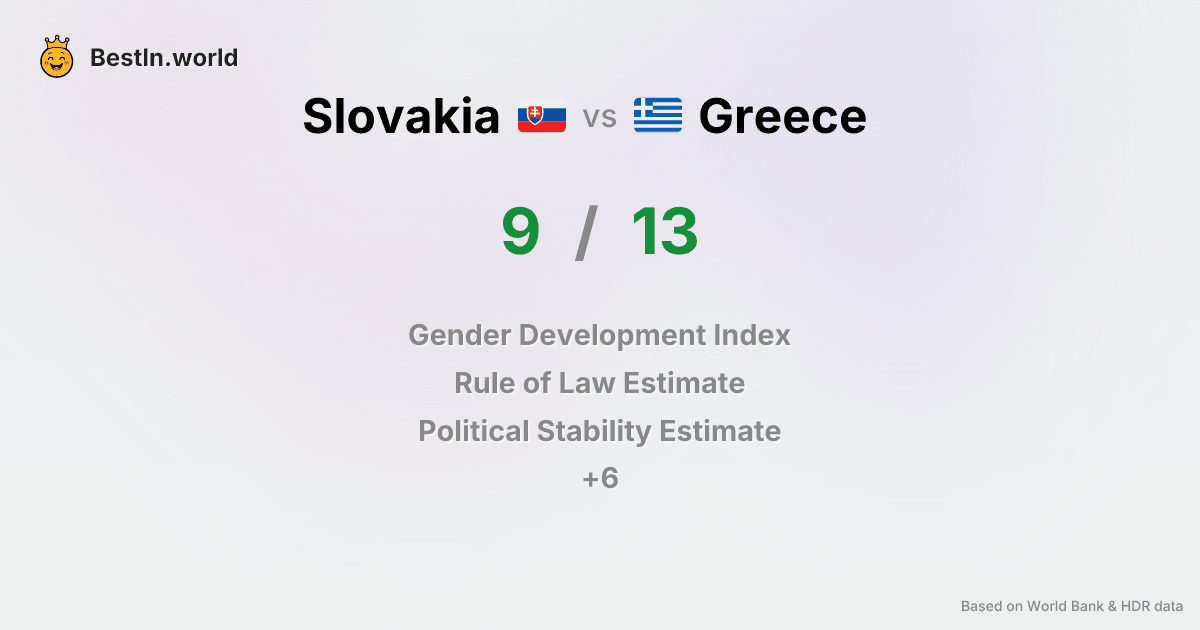 BestIn.world
Slovakia vs Greece
9 / 13
Gender Development Index
Rule of Law Estimate
Political Stability Estimate
+6
Based on World Bank & HDR data